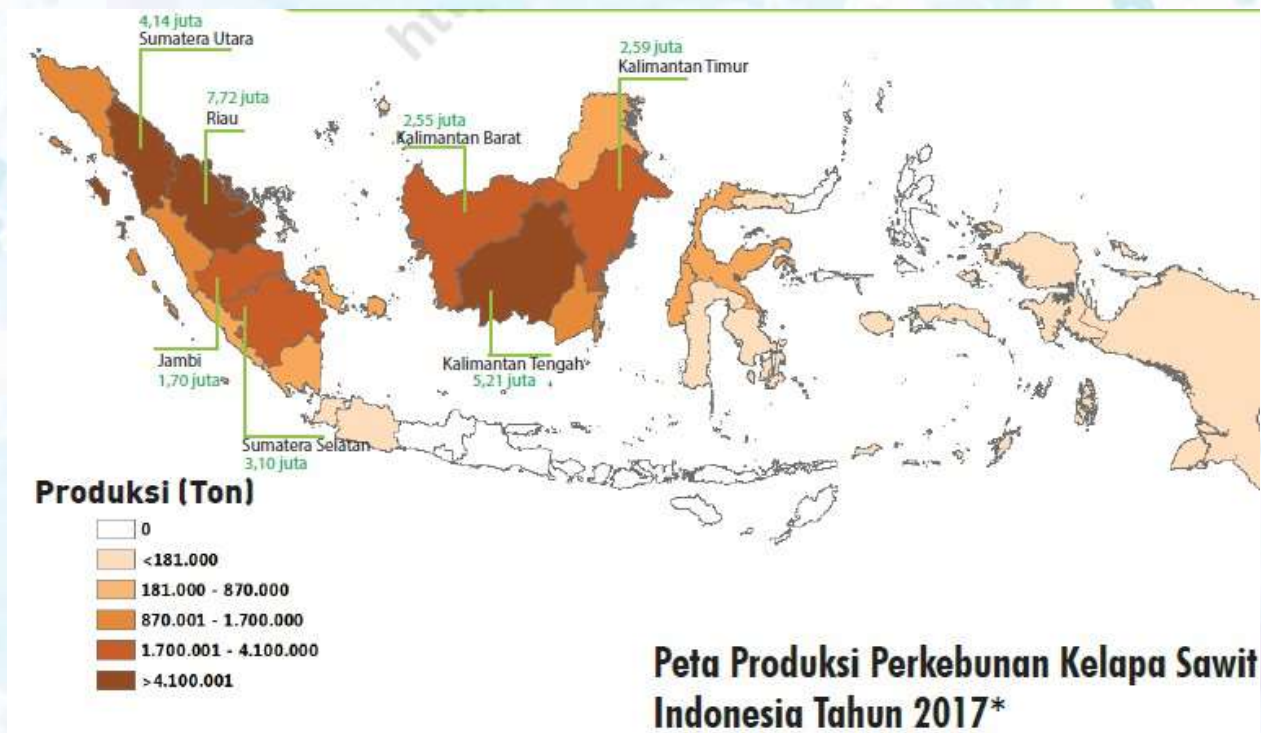 4,14 juta
Sumatera Utara
7,72 juta
Riau
2,55 juta
Kalimantan Barat
2,59 juta
Kalimantan Timur
Jambi
1,70 juta
Sumatera Selatan
3,10 juta
Kalimantan Tengah
5,21 juta
Produksi (Ton)
0
<181.000
181.000 - 870.000
870.001 - 1.700.000
1.700.001 - 4.100.000
>4.100.001
Peta Produksi Perkebunan Kelapa Sawit
Indonesia Tahun 2017*